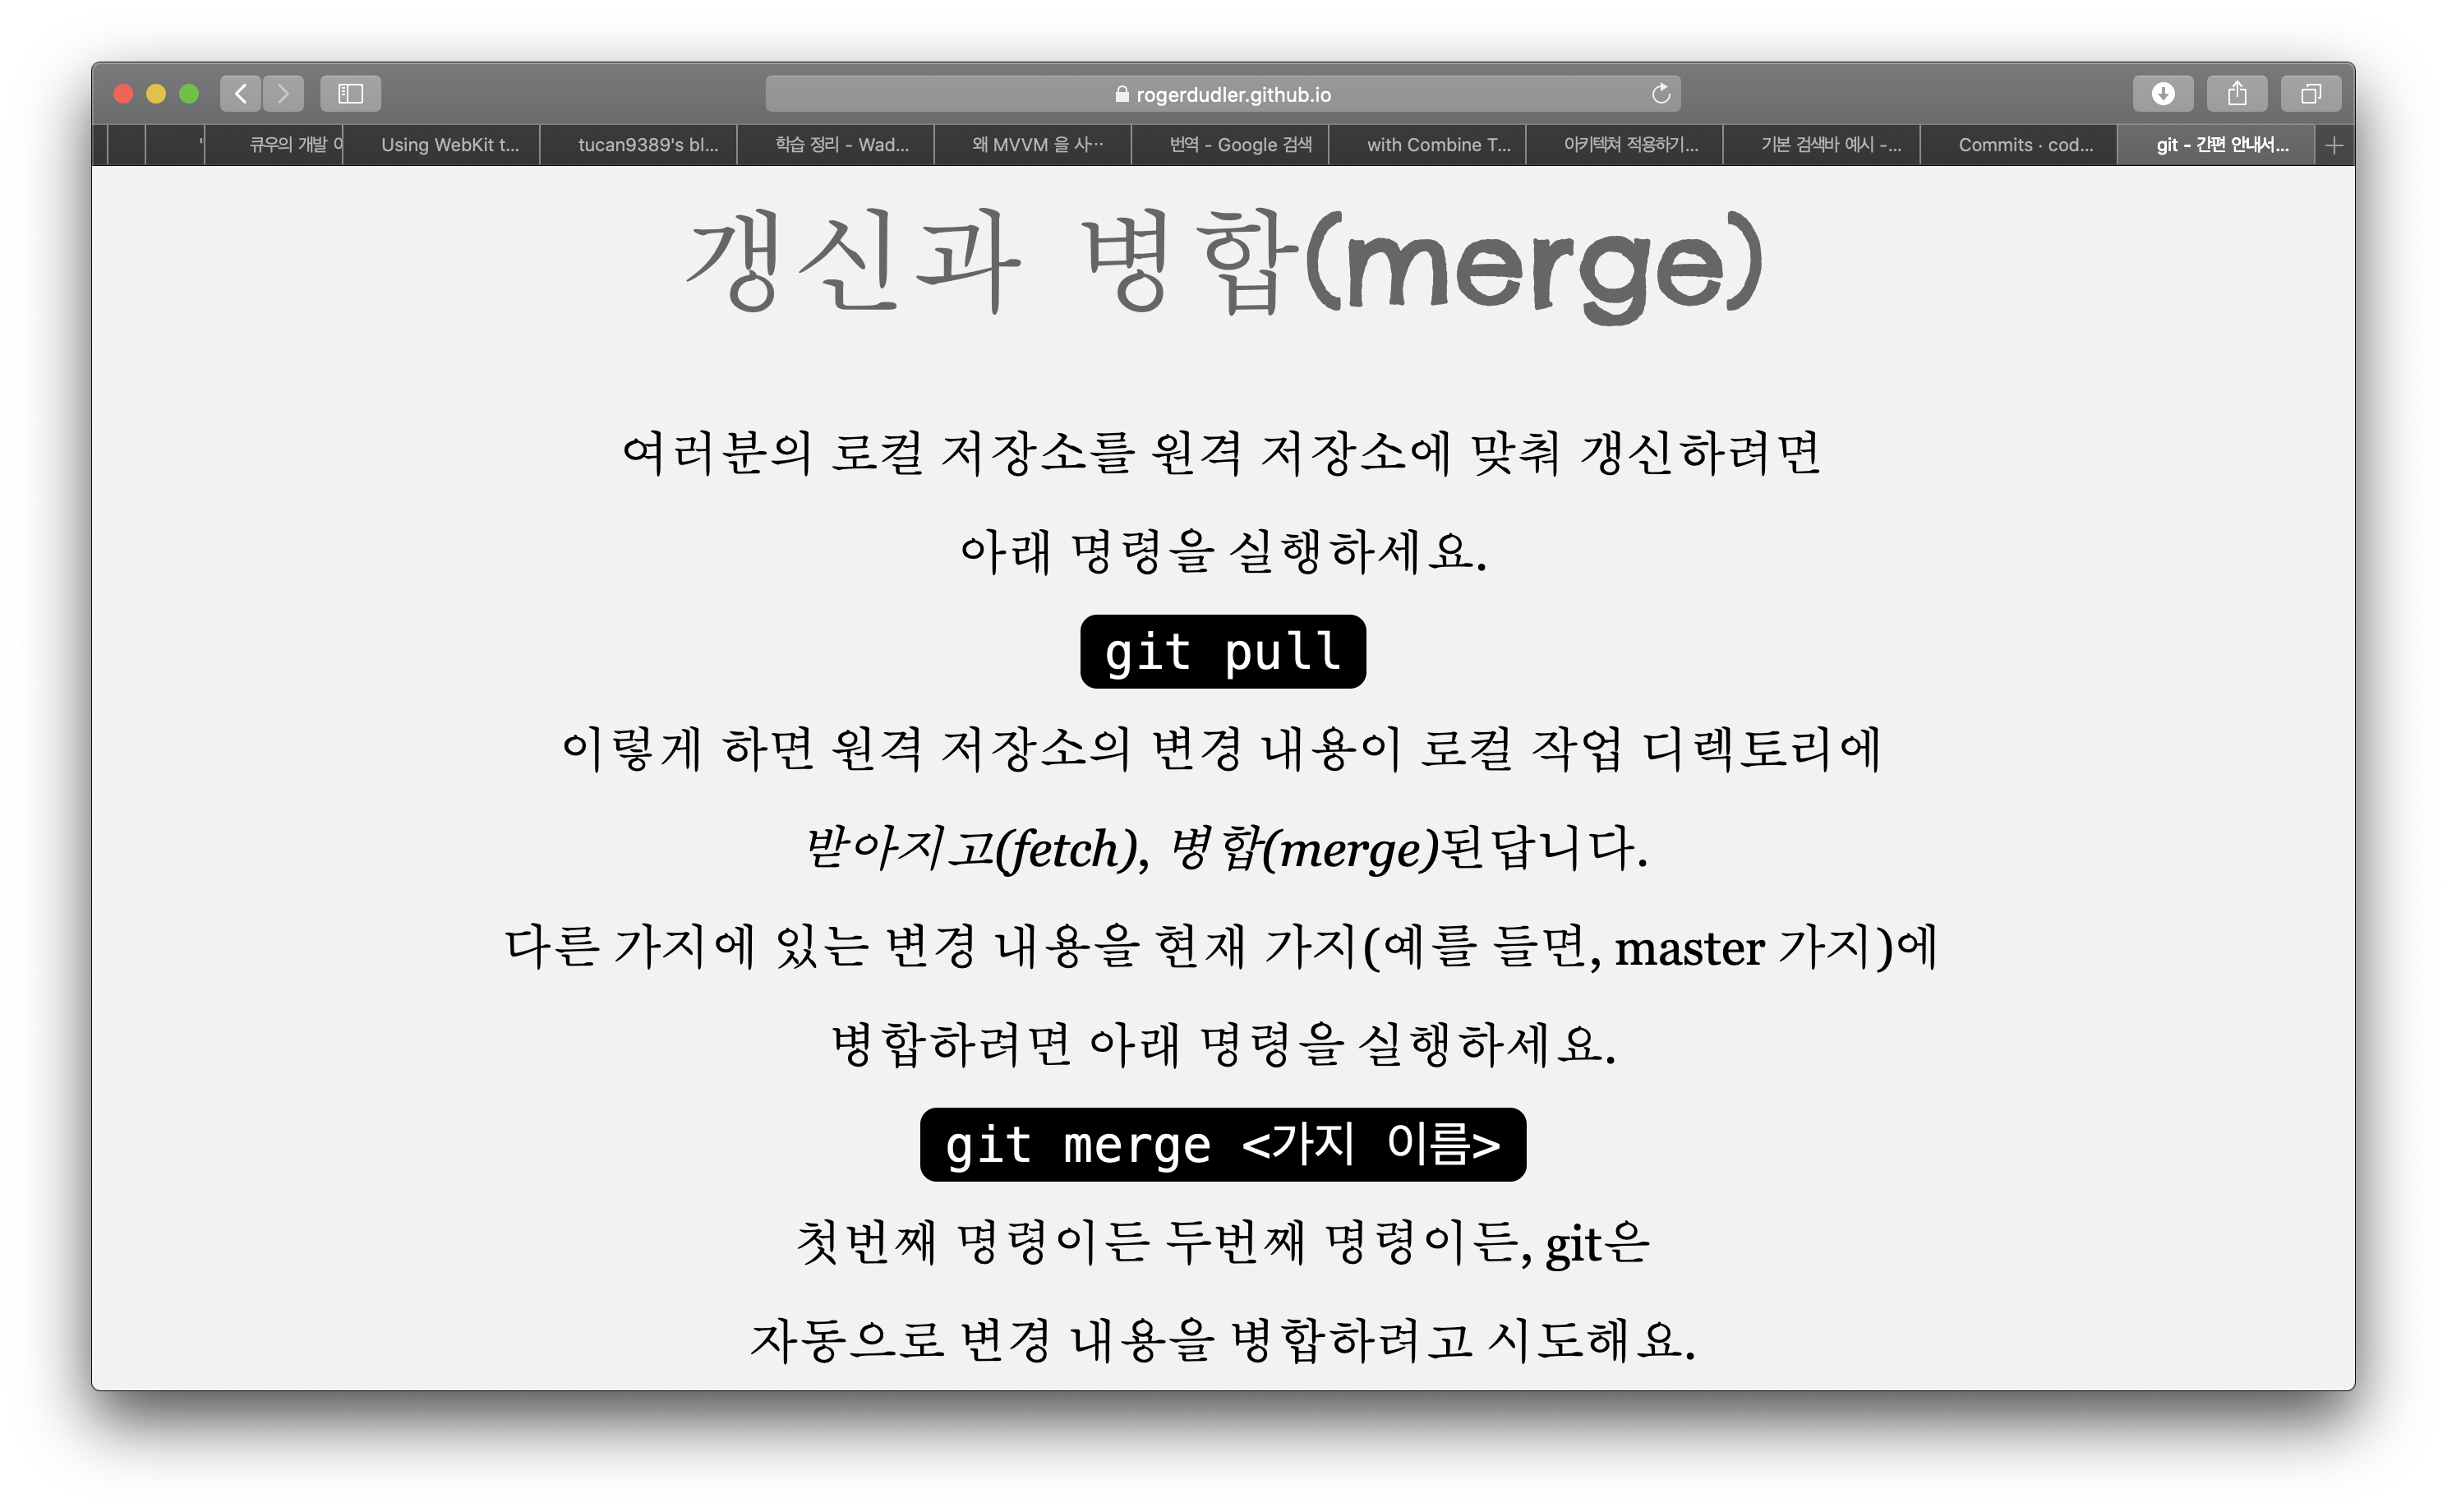 rogerdudler.github.io
큐우의 개발 Using WebKit t... tucan9389's bl... 학습 정리 - Wad... 왜 MVVM 을 사... 번역 - Google 검색 with Combine T... 아키텍쳐 적용하기... 기본 검색바 예시 -... Commits · cod... git - 간편 안내서...
갱신과 병합(merge)
여러분의 로컬 저장소를 원격 저장소에 맞춰 갱신하려면
아래 명령을 실행하세요.
git pull
이렇게 하면 원격 저장소의 변경 내용이 로컬 작업 디렉토리에
받아지고(fetch), 병합(merge)된답니다.
다른 가지에 있는 변경 내용을 현재 가지(예를 들면, master 가지)에
병합하려면 아래 명령을 실행하세요.
git merge <가지 이름>
첫번째 명령이든 두번째 명령이든, git은
자동으로 변경 내용을 병합하려고 시도해요.